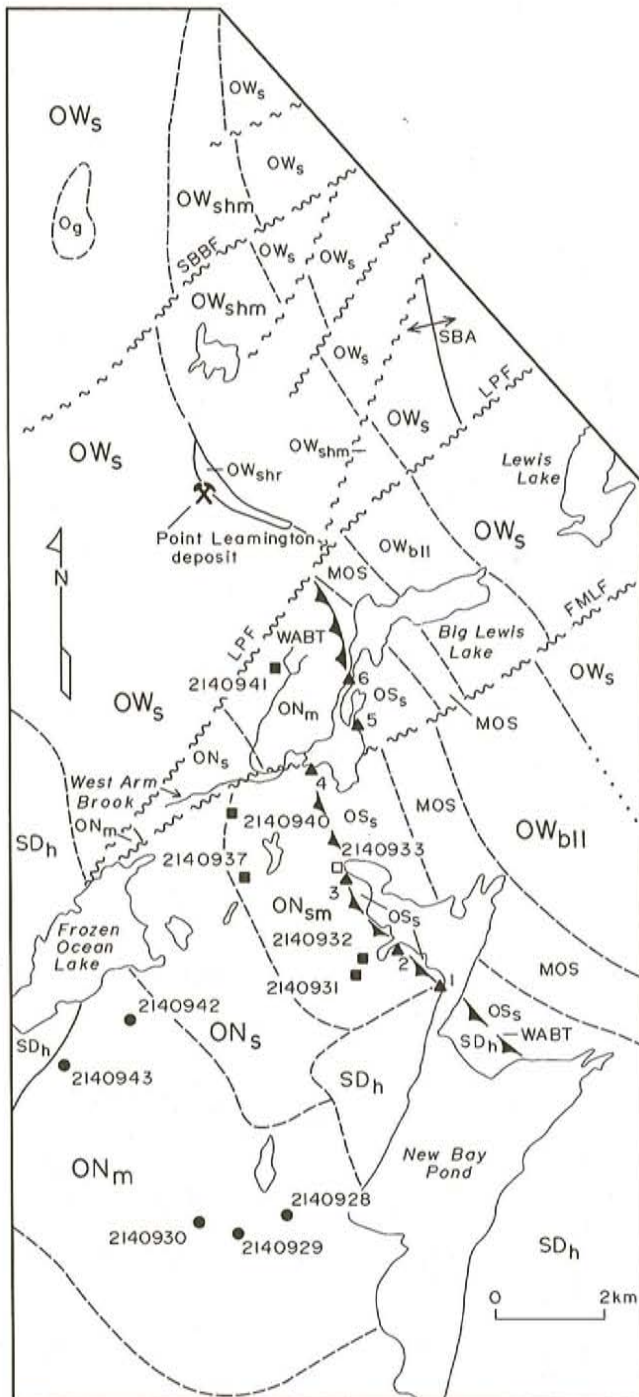 OWs
OWs
OWs
Og
OWshm
SBBF
OWs
OWs
OWshm
SBA
OWs
LPF
OWs
OWshm
Lewis
Lake
OWs
OWshr
OWs
Point Leamington
deposit
OWbll
N
MOS
FMLF
WABT
Big Lewis
Lake
LPF
2140941
6
OWs
OSs
ONm
MOS
OWs
5
ONs
West Arm
Brook
4
OSs
MOS
ONm
2140940
OWbll
SDh
2140933
2140937
3
ONsm
OSs
Frozen
Ocean
Lake
2140932
2
2140931
1
MOS
2140942
ONs
OSs
SDh
WABT
SDh
2140943
SDh
ONm
New Bay
Pond
2140928
2140930
2140929
SDh
0 2km